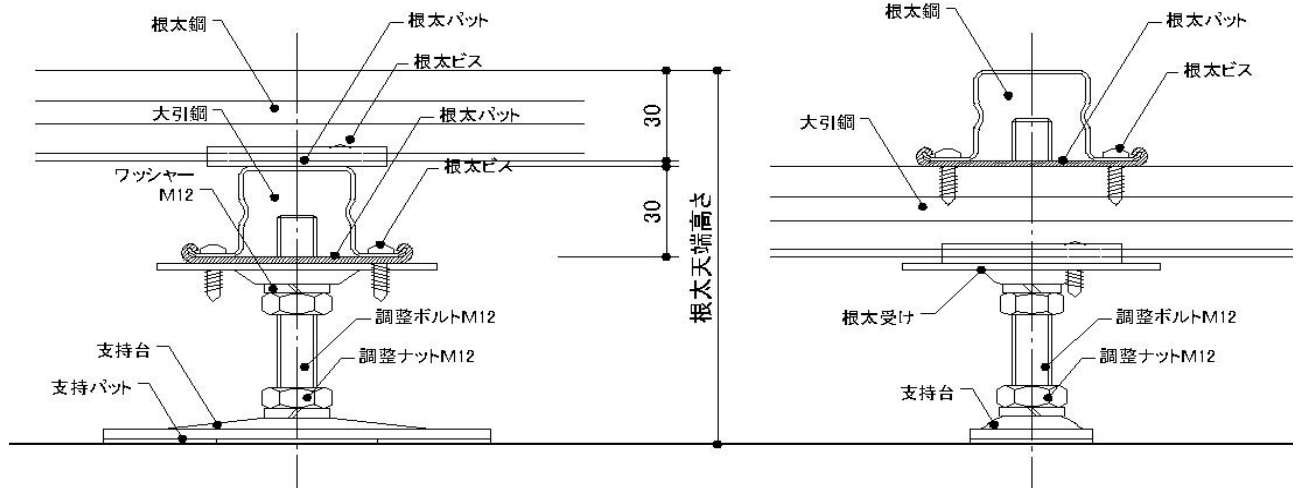 根太鋼
根太パット
根太ビス
大引鋼
根太パット
ワッシャー
M12
根太ビス
調整ボルトM12
支持台
調整ナットM12
支持パット
30
30
根太天端高さ
根太鋼
根太パット
根太ビス
大引鋼
根太受け
調整ボルトM12
調整ナットM12
支持台